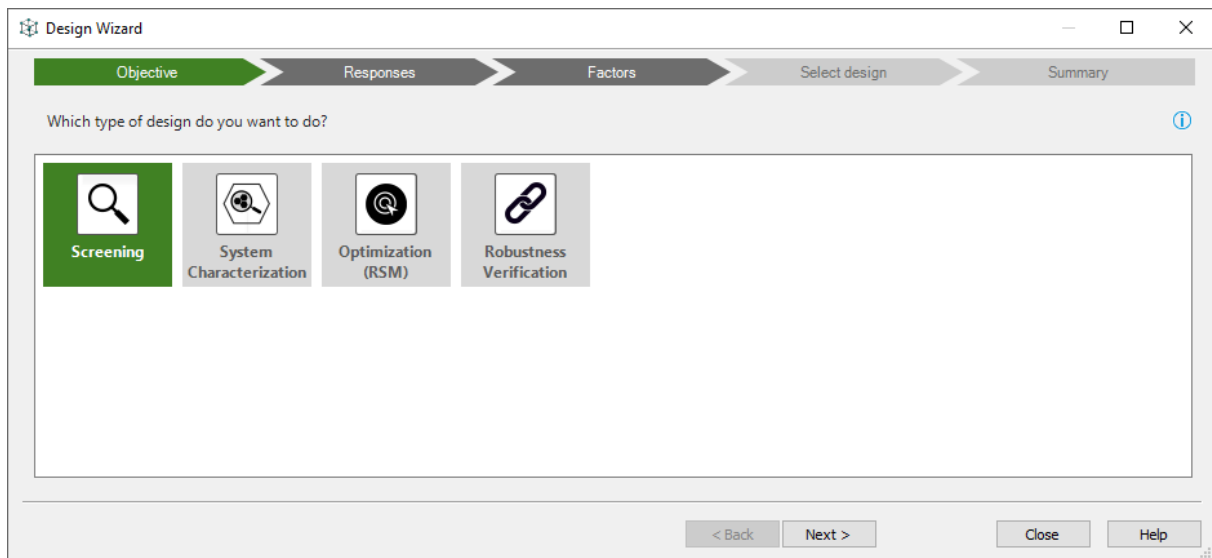 Design Wizard
Objective Responses Factors Select design Summary
Which type of design do you want to do?
Screening
System
Characterization
Optimization
(RSM)
Robustness
Verification
< Back Next > Close Help